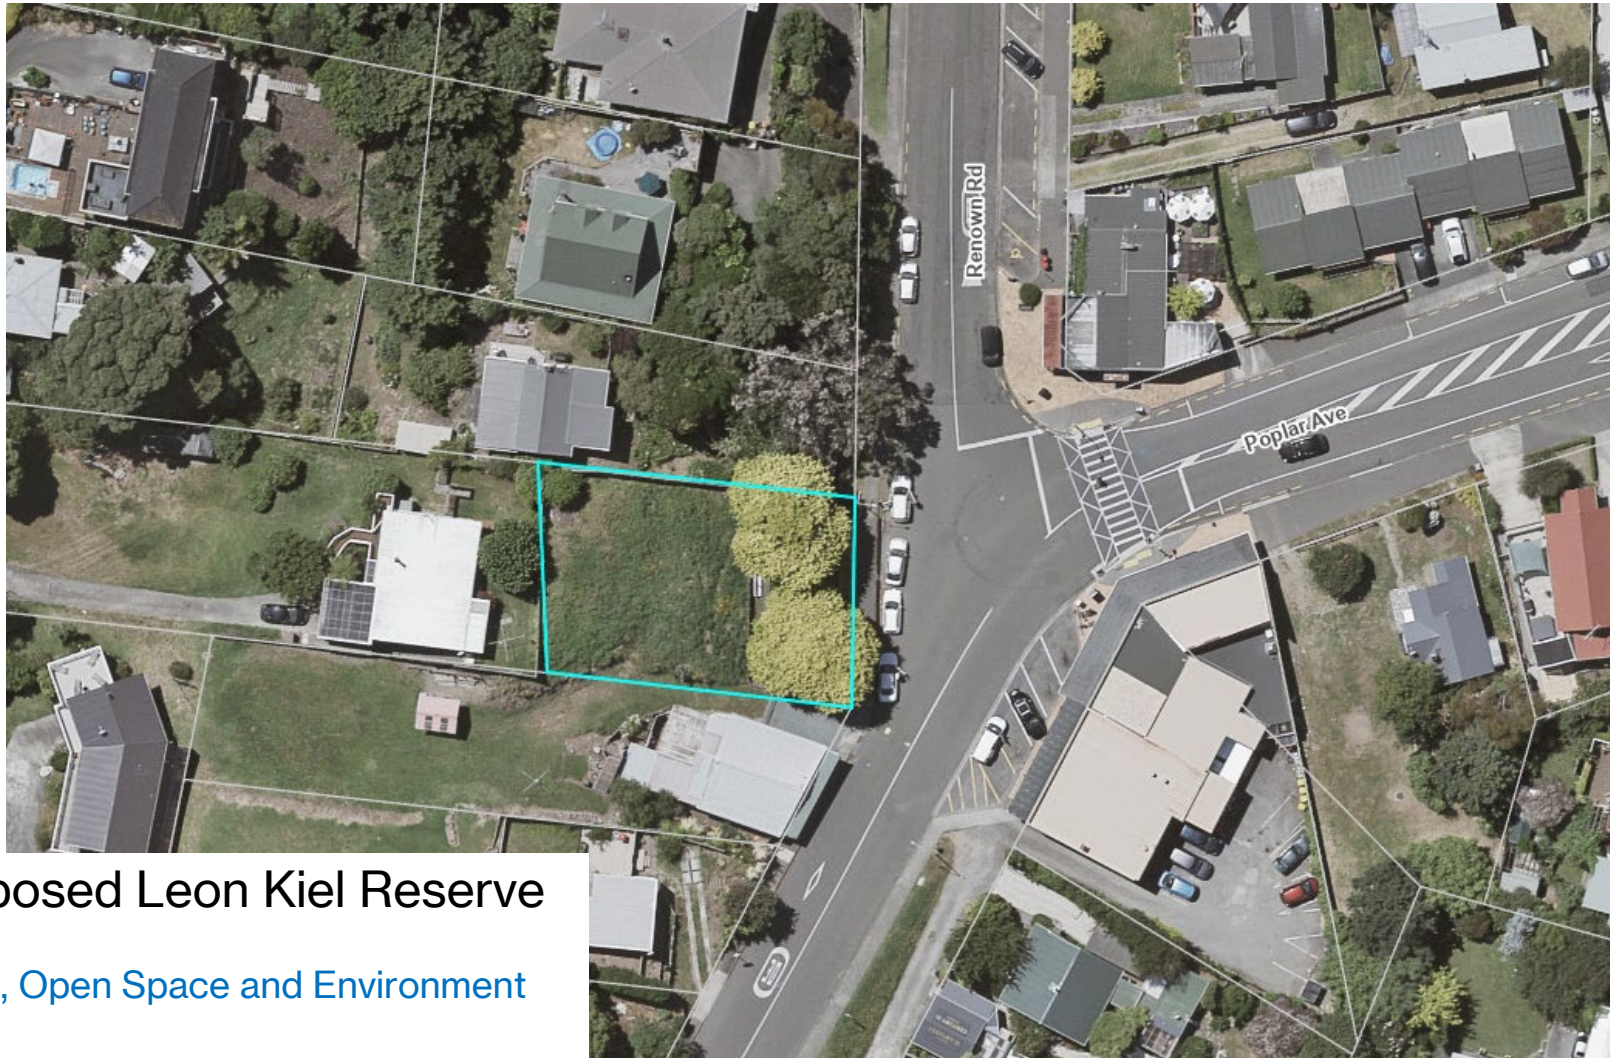 Renown Rd
Poplar Ave
posed Leon Kiel Reserve
, Open Space and Environment